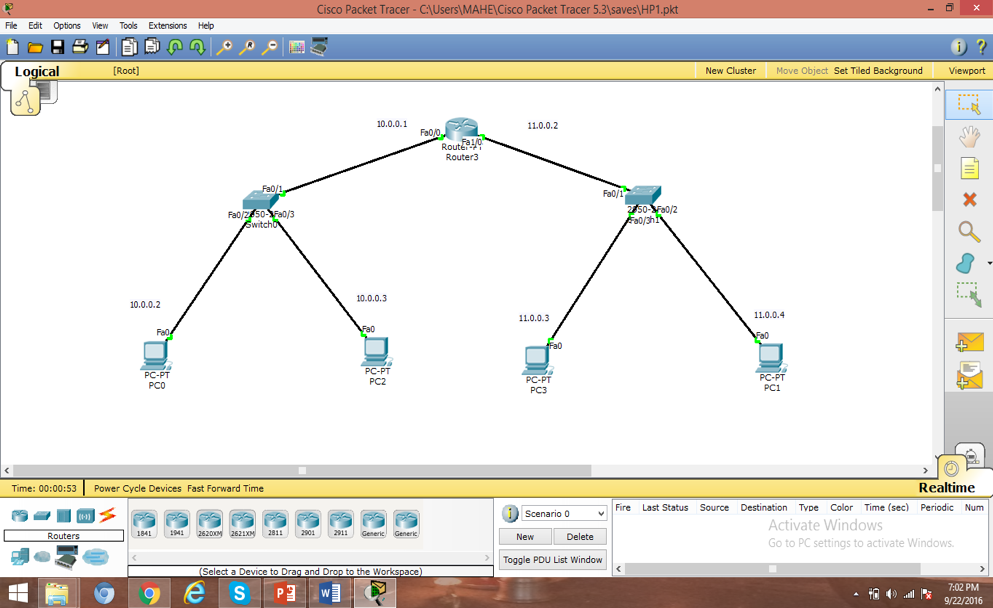 Cisco Packet Tracer - C:\Users\MAHE\Cisco Packet Tracer 5.3\saves\HP1.pkt
File Edit Options View Tools Extensions Help
Logical [Root] New Cluster Move Object Set Tiled Background Viewport
10.0.0.1 Fa0/0 Fa1/0 11.0.0.2
Router-PT
Router3
Fa0/1
Fa0/2 2950-24 Fa0/3
Switch0
Fa0/1
2950-24 Fa0/2
Fa0/3
10.0.0.2
10.0.0.3
11.0.0.3
11.0.0.4
Fa0
PC-PT
PC0
Fa0
PC-PT
PC2
Fa0
PC-PT
PC3
Fa0
PC-PT
PC1
Time: 00:00:53 Power Cycle Devices Fast Forward Time
Realtime
Routers
1841 1941 2620XM 2621XM 2811 2901 2911 Generic Generic
(Select a Device to Drag and Drop to the Workspace)
Scenario 0
New Delete
Toggle PDU List Window
Fire Last Status Source Destination Type Color Time (sec) Periodic Num
Activate Windows
Go to PC settings to activate Windows.
7:02 PM
9/22/2016